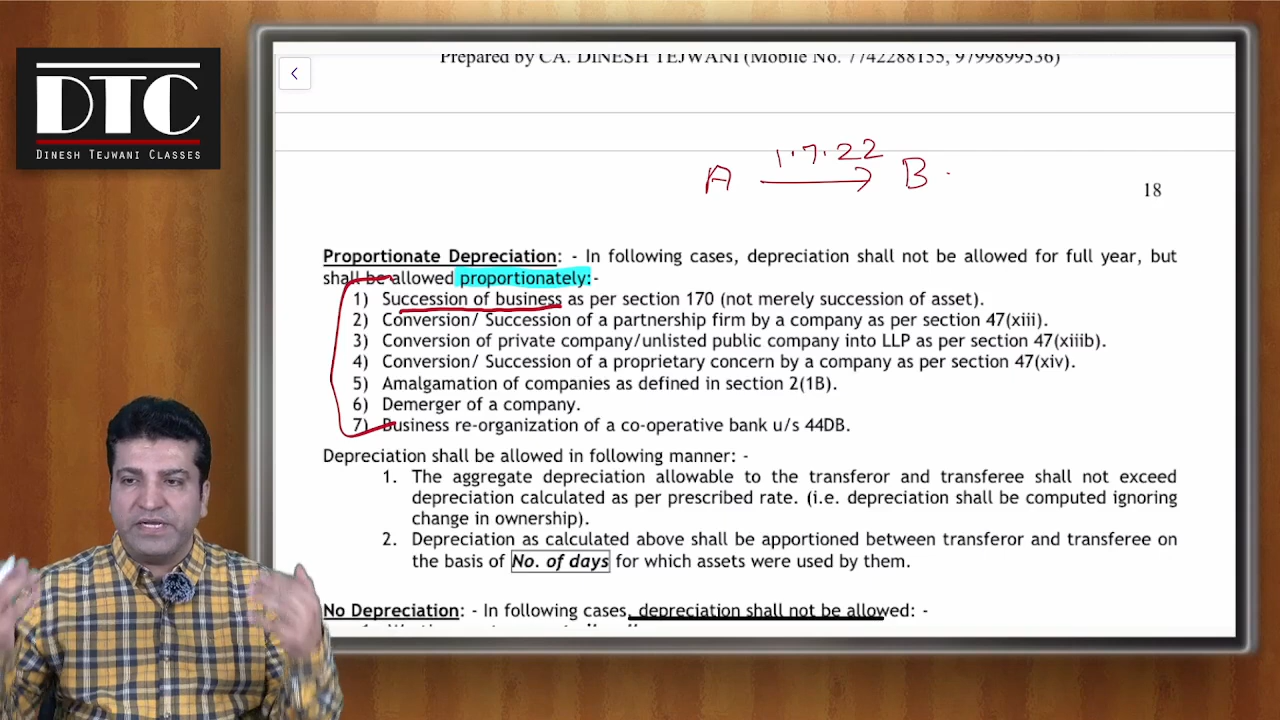 DTC
DINESH TEJWANI CLASSES
Prepared by CA. DINESH TEJWANI (Mobile No. 7742288155, 9799899536)
1.7.22
A → B
18
Proportionate Depreciation: - In following cases, depreciation shall not be allowed for full year, but
shall be allowed proportionately:-
1) Succession of business as per section 170 (not merely succession of asset).
2) Conversion/ Succession of a partnership firm by a company as per section 47(xiii).
3) Conversion of private company/unlisted public company into LLP as per section 47(xiiib).
4) Conversion/ Succession of a proprietary concern by a company as per section 47(xiv).
5) Amalgamation of companies as defined in section 2(1B).
6) Demerger of a company.
7) Business re-organization of a co-operative bank u/s 44DB.
Depreciation shall be allowed in following manner: -
1. The aggregate depreciation allowable to the transferor and transferee shall not exceed
depreciation calculated as per prescribed rate. (i.e. depreciation shall be computed ignoring
change in ownership).
2. Depreciation as calculated above shall be apportioned between transferor and transferee on
the basis of No. of days for which assets were used by them.
No Depreciation: - In following cases, depreciation shall not be allowed: -